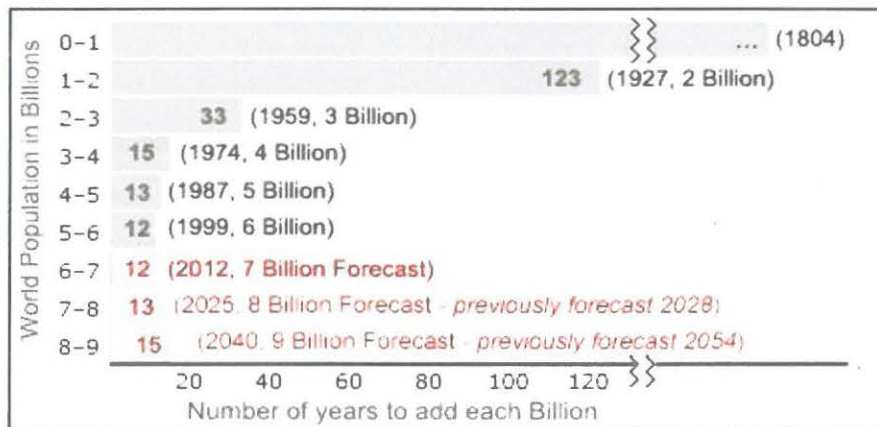 World Population in Billions
0-1 ... (1804)
1-2 123 (1927, 2 Billion)
2-3 33 (1959, 3 Billion)
3-4 15 (1974, 4 Billion)
4-5 13 (1987, 5 Billion)
5-6 12 (1999, 6 Billion)
6-7 12 (2012, 7 Billion Forecast)
7-8 13 (2025, 8 Billion Forecast - previously forecast 2028)
8-9 15 (2040, 9 Billion Forecast - previously forecast 2054)
20 40 60 80 100 120
Number of years to add each Billion